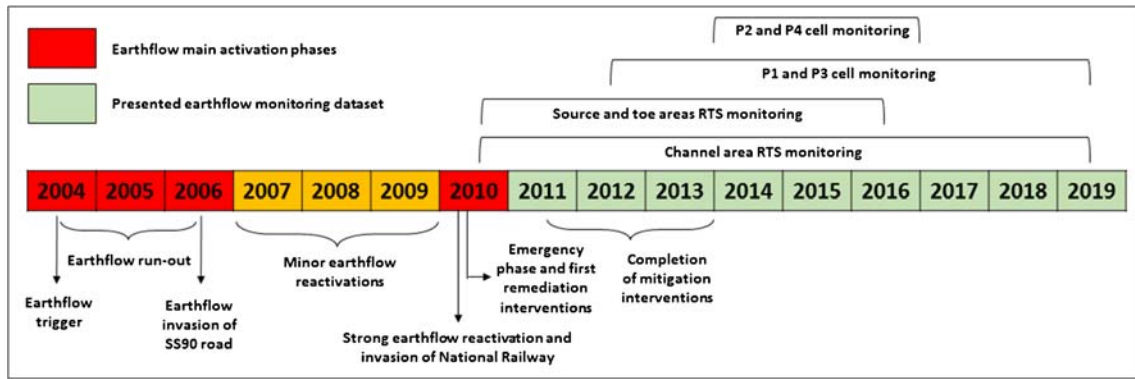 Earthflow main activation phases
Presented earthflow monitoring dataset
P2 and P4 cell monitoring
P1 and P3 cell monitoring
Source and toe areas RTS monitoring
Channel area RTS monitoring
2004 2005 2006 2007 2008 2009 2010 2011 2012 2013 2014 2015 2016 2017 2018 2019
Earthflow run-out
Earthflow
trigger
Earthflow
invasion of
SS90 road
Minor earthflow
reactivations
Strong earthflow reactivation and
invasion of National Railway
Emergency
phase and first
remediation
interventions
Completion
of mitigation
interventions